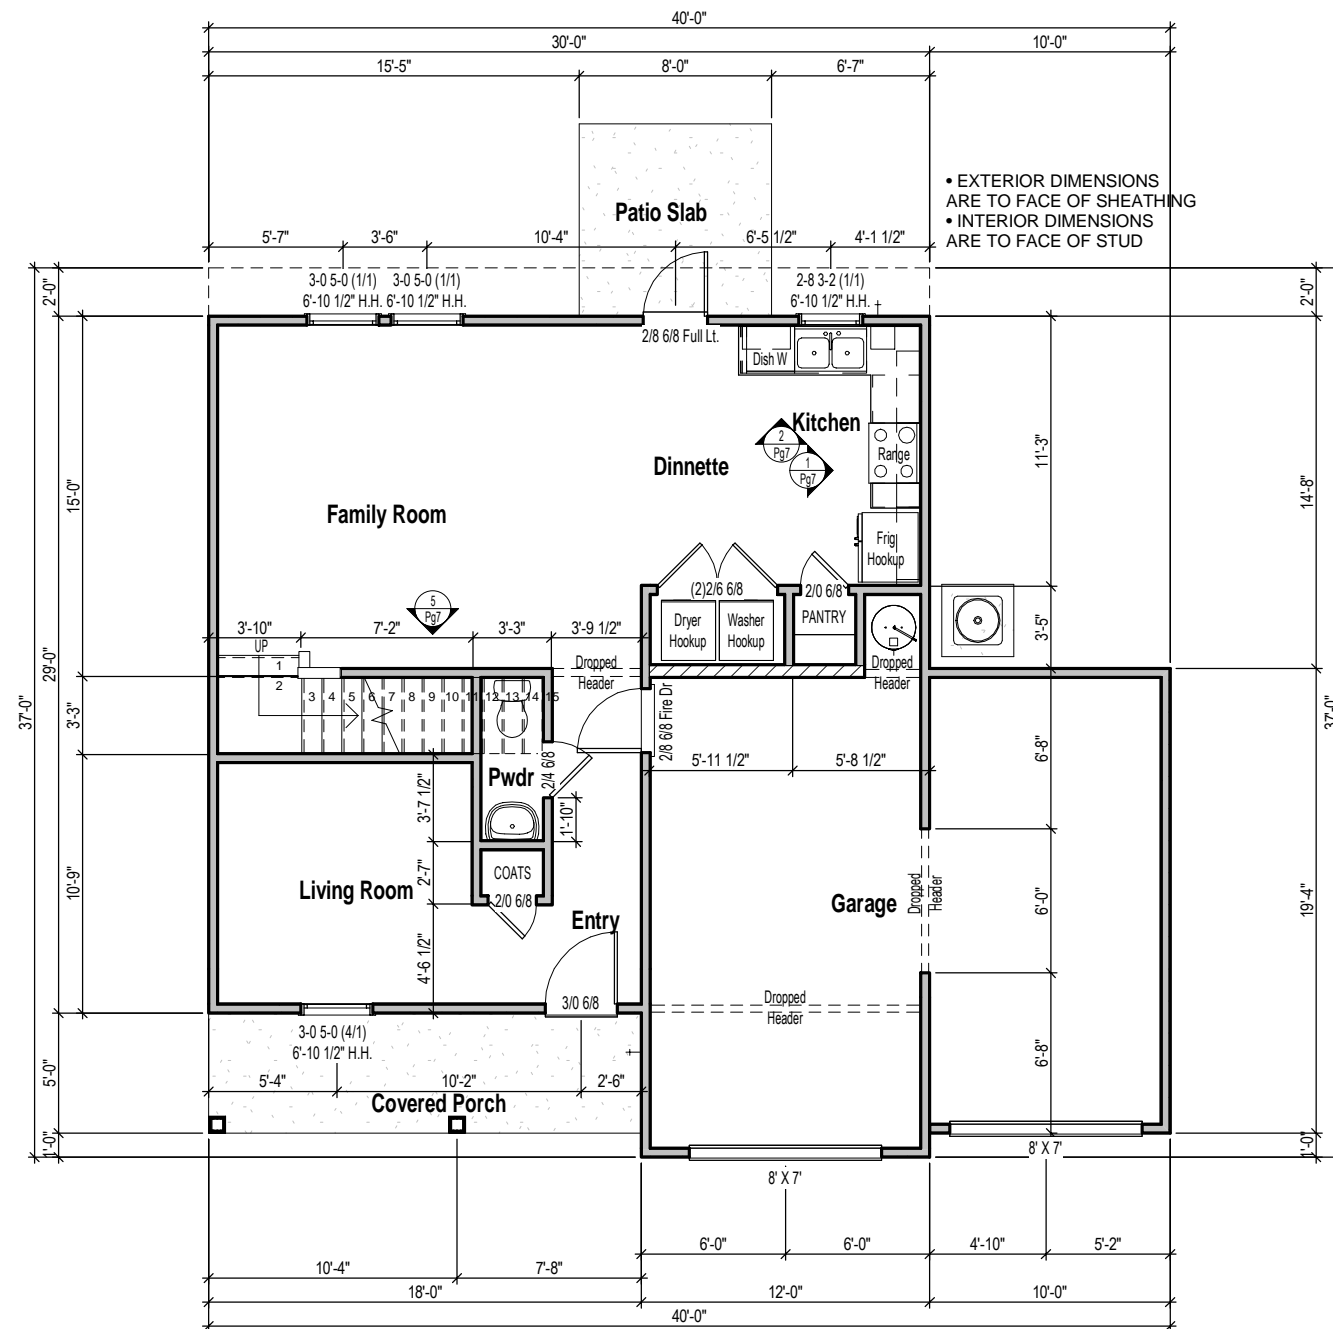 40'-0"
30'-0"
10'-0"
15'-5"
8'-0"
6'-7"
• EXTERIOR DIMENSIONS
ARE TO FACE OF SHEATHING
• INTERIOR DIMENSIONS
ARE TO FACE OF STUD
Patio Slab
5'-7"
3'-6"
10'-4"
6'-5 1/2"
4'-1 1/2"
3-0 5-0 (1/1)
6'-10 1/2" H.H.
3-0 5-0 (1/1)
6'-10 1/2" H.H.
2-8 3-2 (1/1)
6'-10 1/2" H.H.
2'-0"
2'-0"
2/8 6/8 Full Lt.
Dish W
Kitchen
2
Pg7
1
Pg7
Range
Dinnette
Family Room
Frig
Hookup
11'-3"
14'-8"
15'-0"
(2)2/6 6/8
2/0 6/8
Dryer
Hookup
Washer
Hookup
PANTRY
3'-5"
5
Pg7
3'-10"
7'-2"
3'-3"
3'-9 1/2"
UP
1
2
3 4 5 6 7 8 9 10 11 12 13 14 15
Dropped
Header
Dropped
Header
29'-0"
37'-0"
37'-0"
3'-3"
2/8 6/8 Fire Dr
5'-11 1/2"
5'-8 1/2"
6'-8"
2/4 6/8
Pwdr
3'-7 1/2"
1'-10"
10'-9"
2'-7"
COATS
2/0 6/8
Living Room
Entry
Garage
Dropped
Header
6'-0"
19'-4"
4'-6 1/2"
3/0 6/8
Dropped
Header
3-0 5-0 (4/1)
6'-10 1/2" H.H.
5'-0"
6'-8"
5'-4"
10'-2"
2'-6"
Covered Porch
1'-0"
1'-0"
8' X 7'
8' X 7'
6'-0"
6'-0"
4'-10"
5'-2"
10'-4"
7'-8"
18'-0"
12'-0"
10'-0"
40'-0"